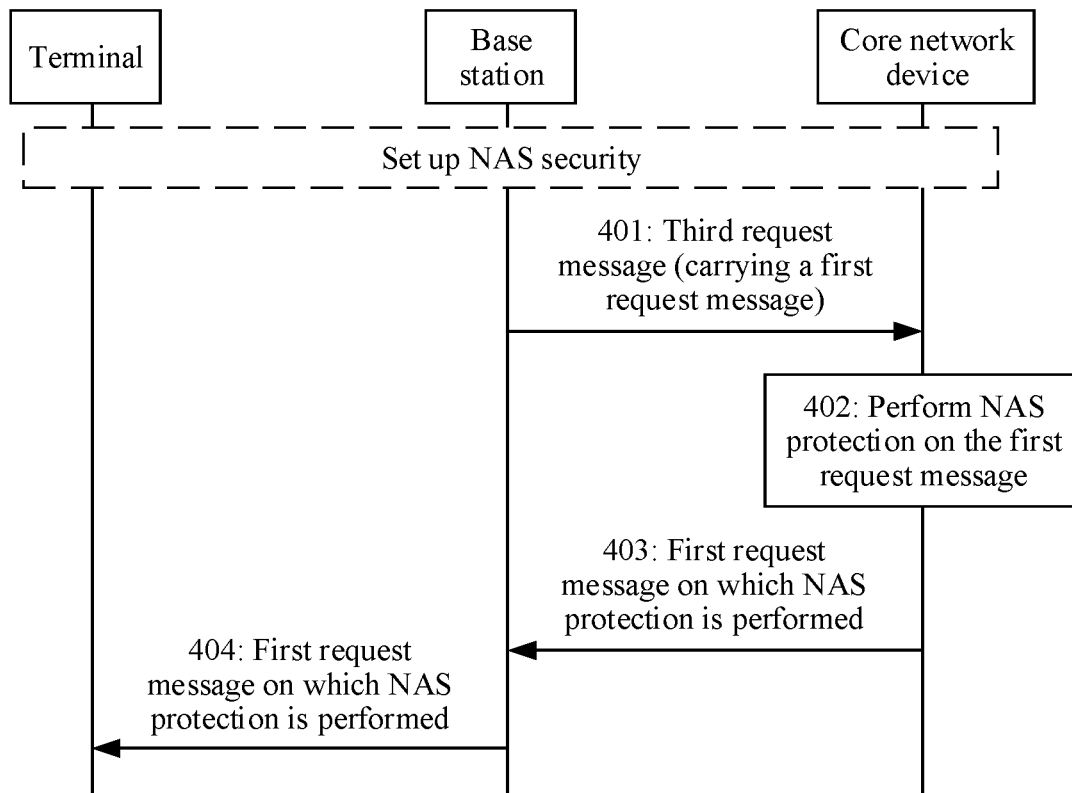 Terminal
Base
station
Core network
device
Set up NAS security
401: Third request
message (carrying a first
request message)
402: Perform NAS
protection on the first
request message
403: First request
message on which NAS
protection is performed
404: First request
message on which NAS
protection is performed